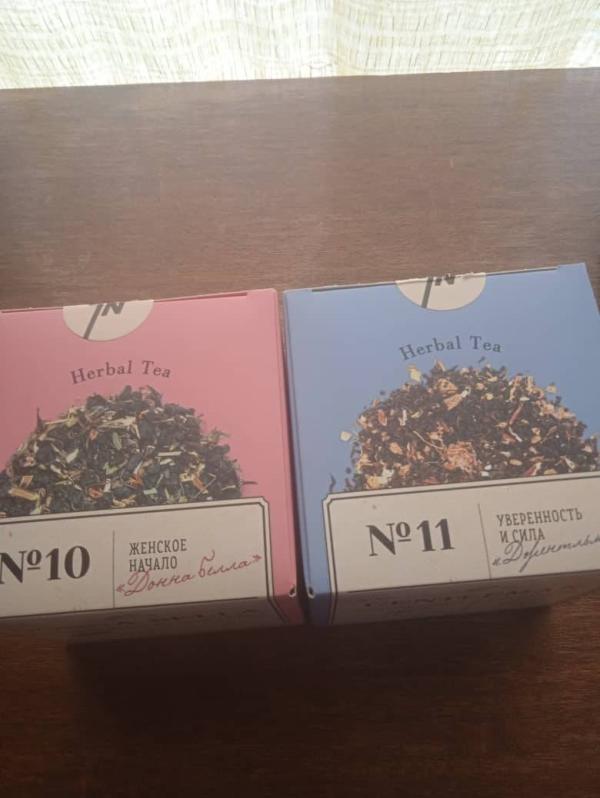 Herbal Tea
№10
ЖЕНСКОЕ
НАЧАЛО
«Донна белла»
Herbal Tea
№11
УВЕРЕННОСТЬ
И СИЛА